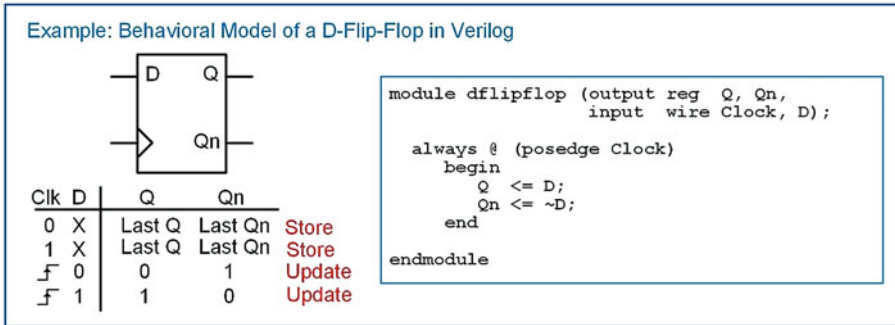 Example: Behavioral Model of a D-Flip-Flop in Verilog
D Q
Qn
Clk D Q Qn
0 X Last Q Last Qn Store
1 X Last Q Last Qn Store
0 0 1 Update
1 1 0 Update
module dflipflop (output reg Q, Qn,
input wire Clock, D);
always @ (posedge Clock)
begin
Q <= D;
Qn <= ~D;
end
endmodule